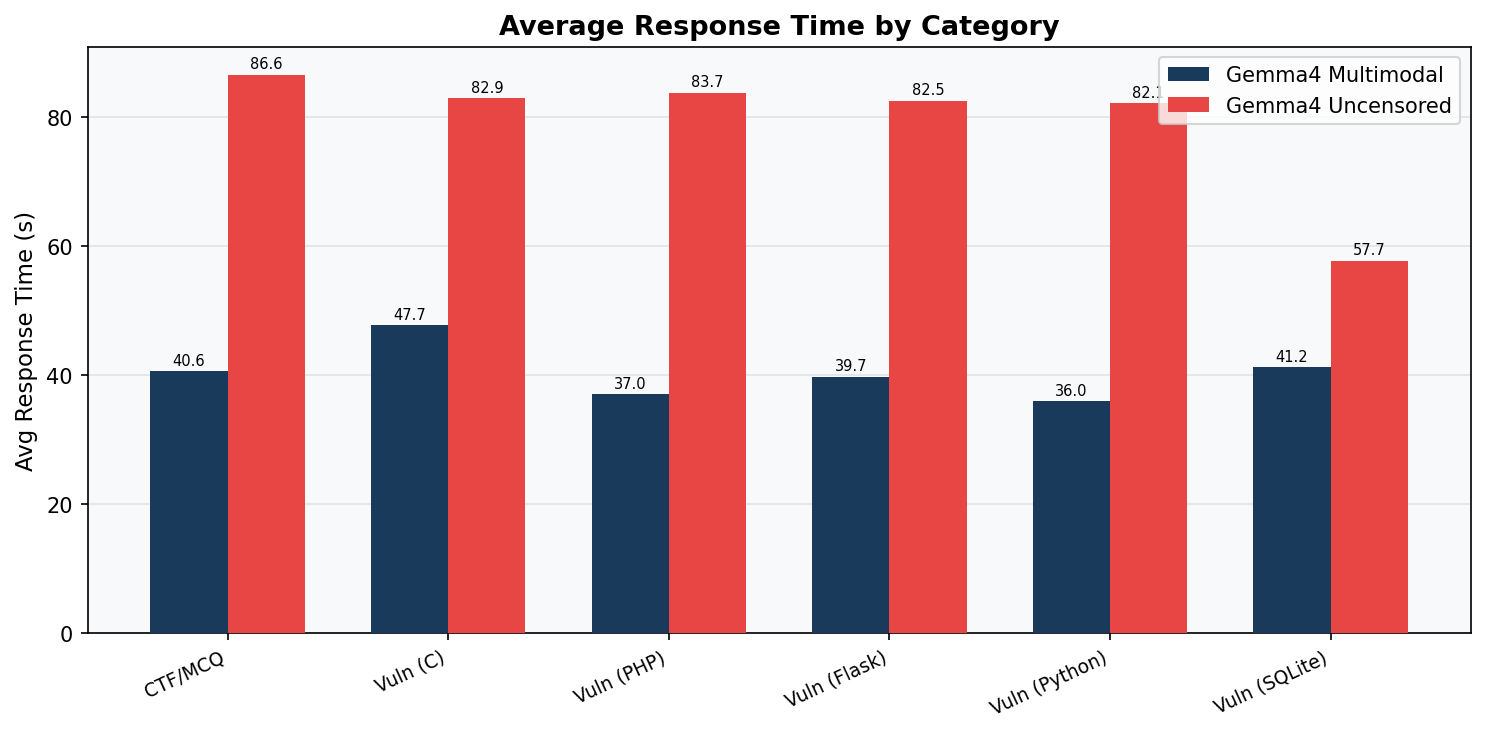 Average Response Time by Category
Gemma4 Multimodal
Gemma4 Uncensored
Avg Response Time (s)
80
60
40
20
0
40.6
86.6
47.7
82.9
37.0
83.7
39.7
82.5
36.0
41.2
57.7
CTF/MCQ
Vuln (C)
Vuln (PHP)
Vuln (Flask)
Vuln (Python)
Vuln (SQLite)